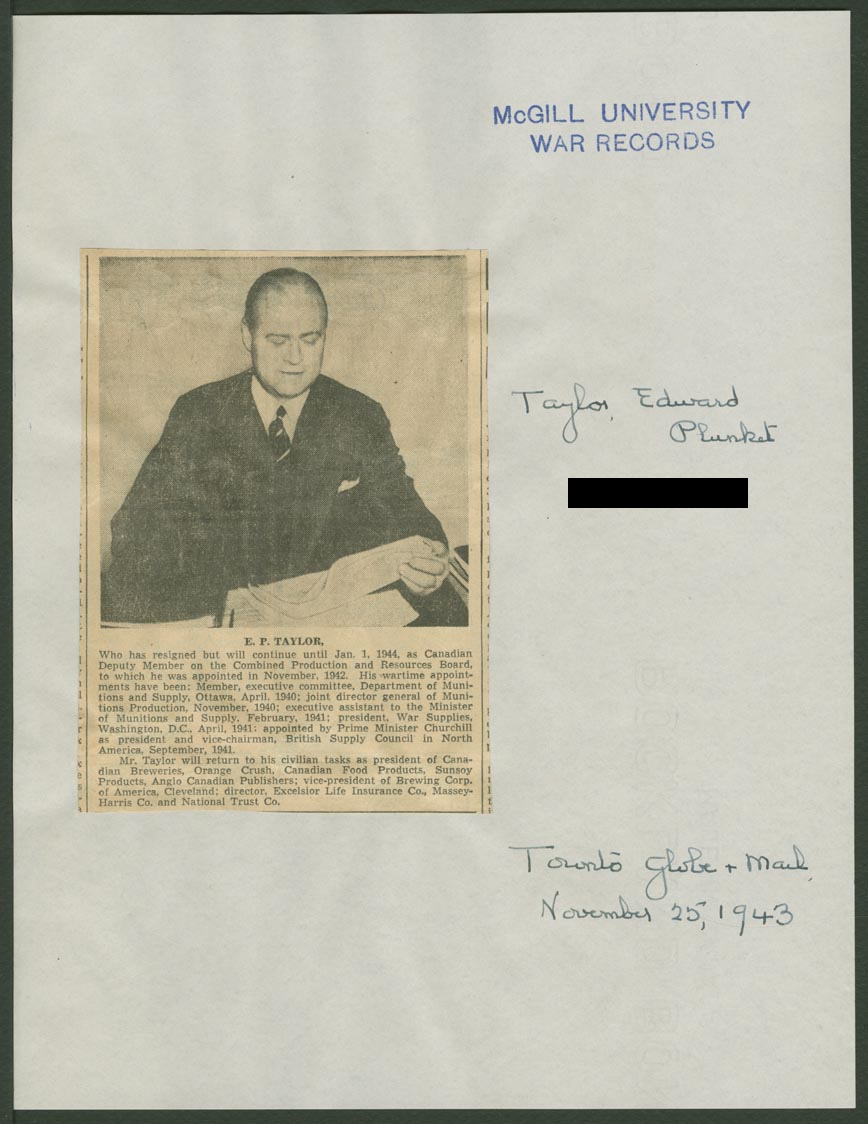 McGILL UNIVERSITY
WAR RECORDS
Taylor, Edward
Plunket
E. P. TAYLOR,
Who has resigned but will continue until Jan. 1, 1944, as Canadian
Deputy Member on the Combined Production and Resources Board,
to which he was appointed in November, 1942. His wartime appoint-
ments have been: Member, executive committee, Department of Muni-
tions and Supply, Ottawa, April, 1940; joint director general of Muni-
tions Production, November, 1940; executive assistant to the Minister
of Munitions and Supply, February, 1941; president, War Supplies,
Washington, D.C., April, 1941; appointed by Prime Minister Churchill
as president and vice-chairman, British Supply Council in North
America, September, 1941.
Mr. Taylor will return to his civilian tasks as president of Cana-
dian Breweries, Orange Crush, Canadian Food Products, Sunsoy
Products, Anglo Canadian Publishers; vice-president of Brewing Corp.
of America, Cleveland; director, Excelsior Life Insurance Co., Massey-
Harris Co. and National Trust Co.
Toronto Globe + Mail,
November 25, 1943